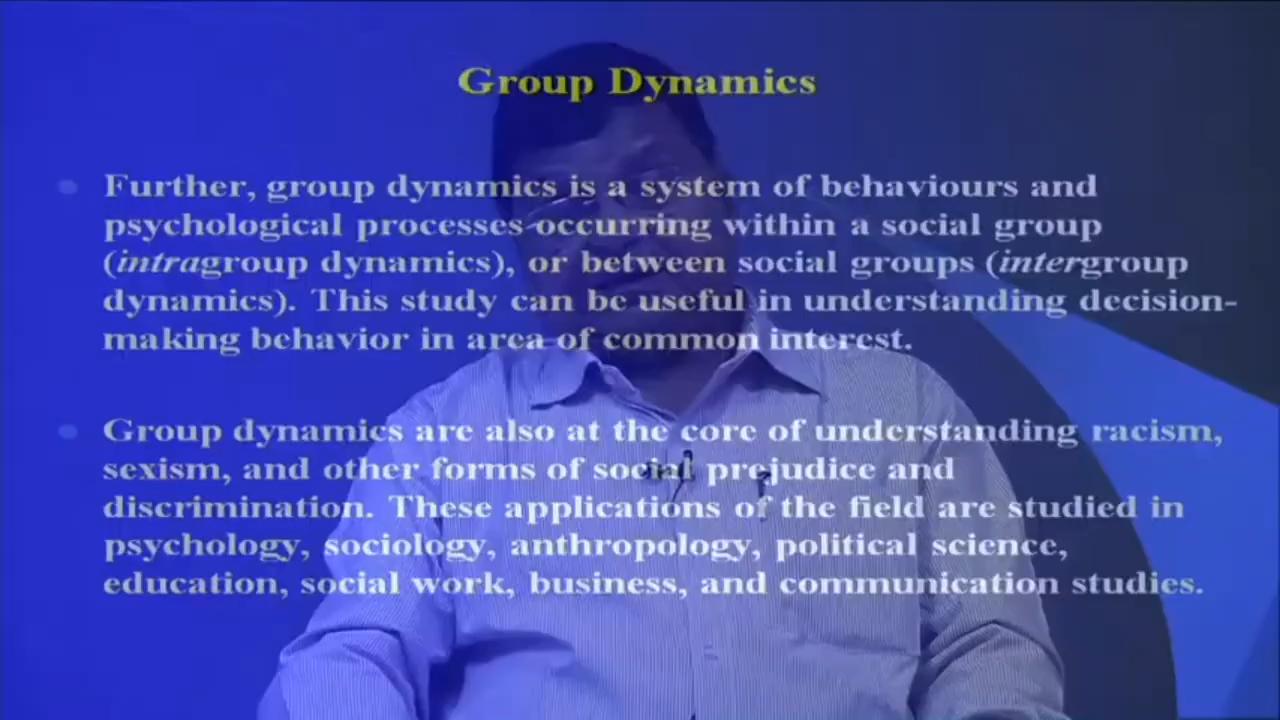 Group Dynamics
Further, group dynamics is a system of behaviours and
psychological processes occurring within a social group
(intragroup dynamics), or between social groups (intergroup
dynamics). This study can be useful in understanding decision-
making behavior in area of common interest.
Group dynamics are also at the core of understanding racism,
sexism, and other forms of social prejudice and
discrimination. These applications of the field are studied in
psychology, sociology, anthropology, political science,
education, social work, business, and communication studies.